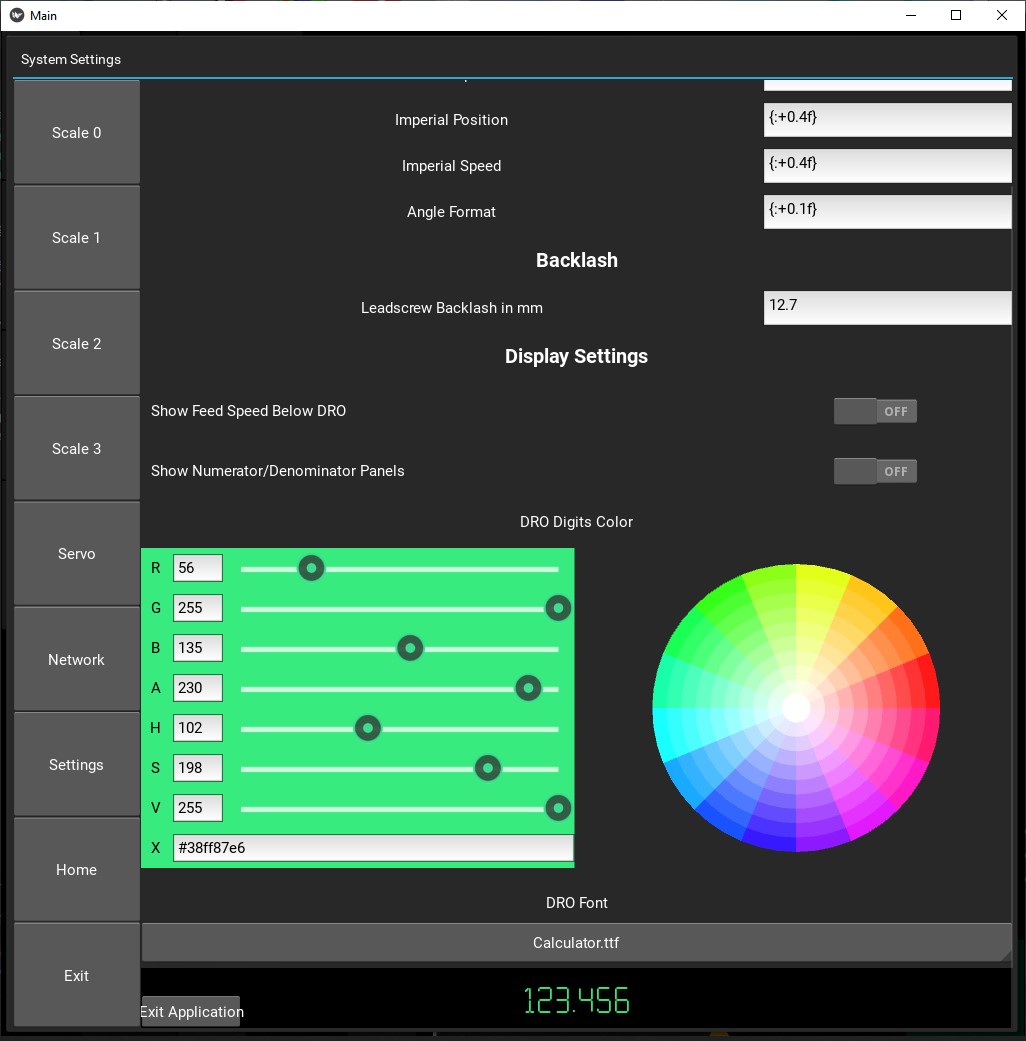 Main
System Settings
Scale 0
Scale 1
Scale 2
Scale 3
Servo
Network
Settings
Home
Exit
Imperial Position {:+0.4f}
Imperial Speed {:+0.4f}
Angle Format {:+0.1f}
Backlash
Leadscrew Backlash in mm 12.7
Display Settings
Show Feed Speed Below DRO OFF
Show Numerator/Denominator Panels OFF
DRO Digits Color
R 56
G 255
B 135
A 230
H 102
S 198
V 255
X #38ff87e6
DRO Font
Calculator.ttf
123.456
Exit Application